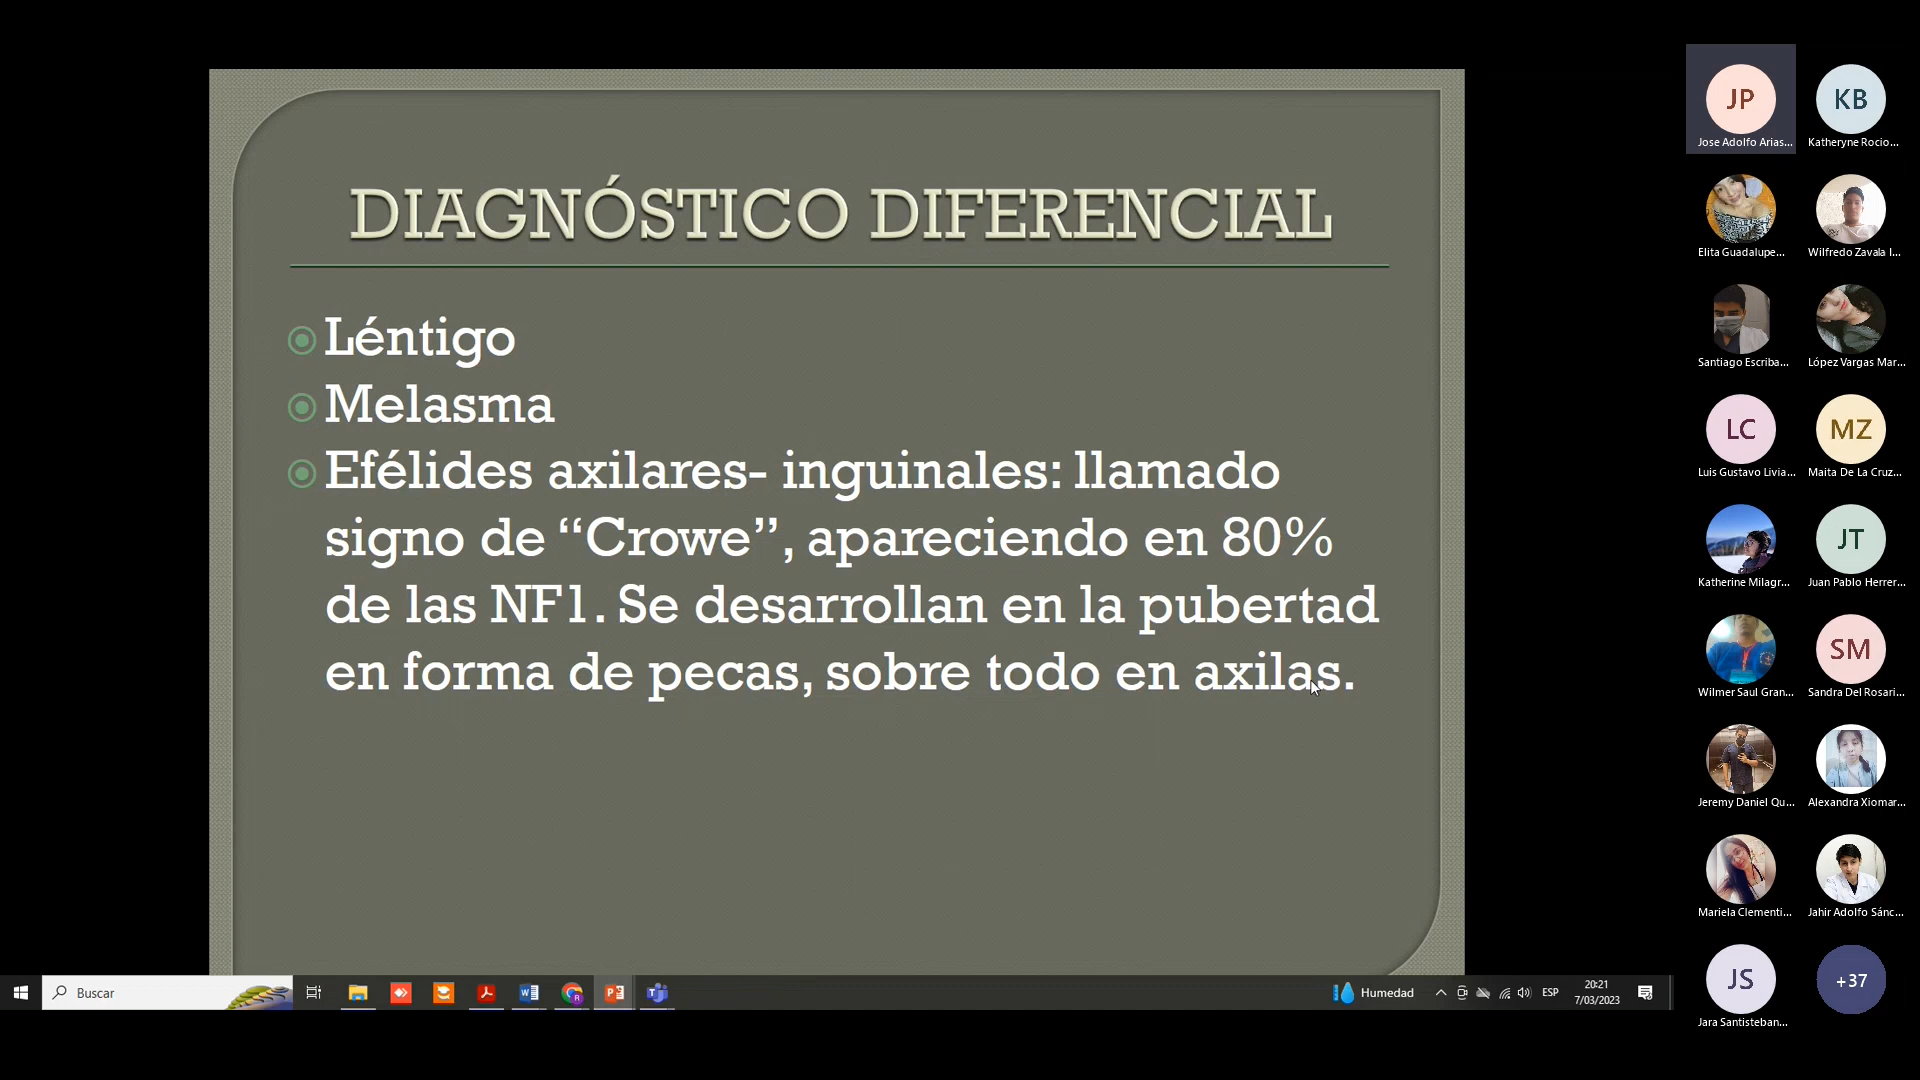 DIAGNÓSTICO DIFERENCIAL
Léntigo
Melasma
Efélides axilares- inguinales: llamado
signo de “Crowe”, apareciendo en 80%
de las NF1. Se desarrollan en la pubertad
en forma de pecas, sobre todo en axilas.
JP
KB
Jose Adolfo Arias...
Katheryne Rocio...
Elita Guadalupe...
Wilfredo Zavala I...
Santiago Escriba...
López Vargas Mar...
LC
MZ
Luis Gustavo Livia...
Maita De La Cruz...
JT
Katherine Milagr...
Juan Pablo Herrer...
SM
Wilmer Saul Gran...
Sandra Del Rosari...
Jeremy Daniel Qu...
Alexandra Xiomar...
Mariela Clementi...
Jahir Adolfo Sánc...
JS
+37
Jara Santisteban...
Buscar
Humedad
ESP
20:21
7/03/2023